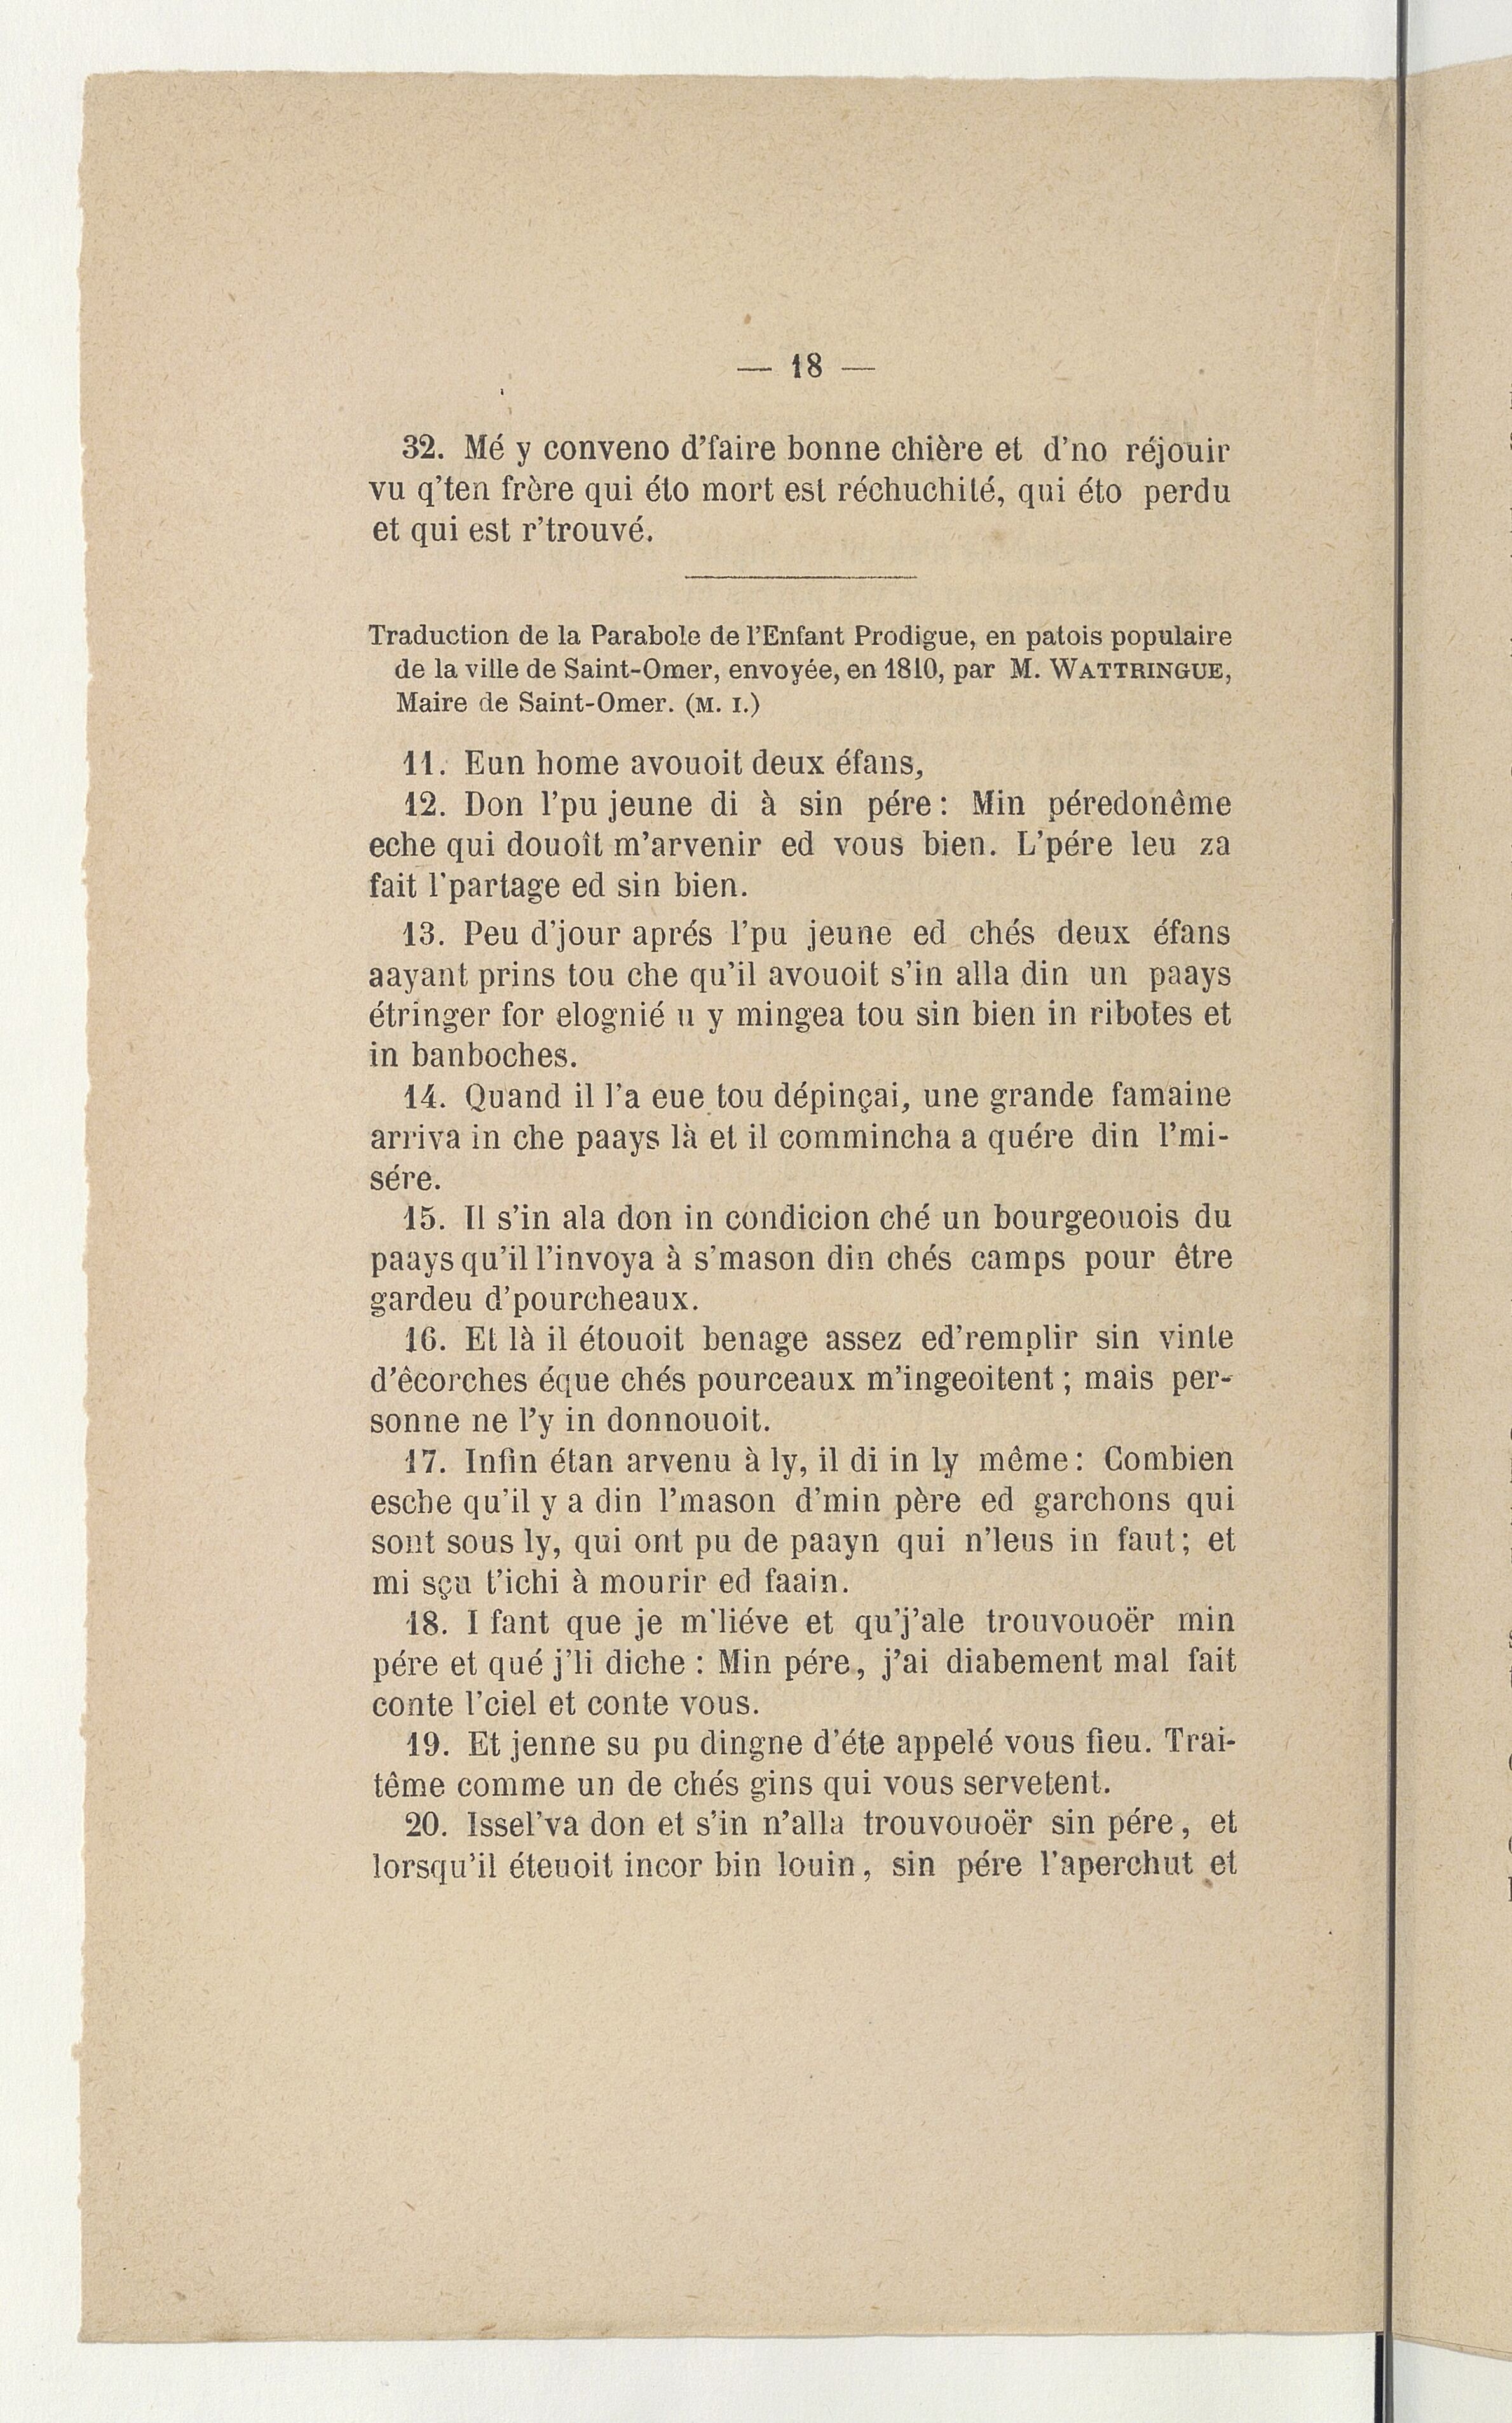 — 18 —
32. Mé y conveno d'faire bonne chière et d'no réjouir
vu q'ten frère qui éto mort est réchuchité, qui éto perdu
et qui est r'trouvé.
Traduction de la Parabole de l'Enfant Prodigue, en patois populaire
de la ville de Saint-Omer, envoyée, en 1810, par M. WATTRINGUE,
Maire de Saint-Omer. (M. I.)
11. Eun home avouoit deux éfans,
12. Don l'pu jeune di à sin pére : Min péredonême
eche qui douoît m'arvenir ed vous bien. L'pére leu za
fait l'partage ed sin bien.
13. Peu d'jour aprés l'pu jeune ed chés deux éfans
aayant prins tou che qu'il avouoit s'in alla din un paays
étringer for elognié u y mingea tou sin bien in ribotes et
in banboches.
14. Quand il l'a eue tou dépinçai, une grande famaine
arriva in che paays là et il commincha a quére din l'mi-
sére.
15. Il s'in ala don in condicion ché un bourgeouois du
paays qu'il l'invoya à s'mason din chés camps pour être
gardeu d'pourcheaux.
16. Et là il étouoit benage assez ed'remplir sin vinte
d'êcorches éque chés pourceaux m'ingeoitent ; mais per-
sonne ne l'y in donnouoit.
17. Infin étan arvenu à ly, il di in ly même : Combien
esche qu'il y a din l'mason d'min père ed garchons qui
sont sous ly, qui ont pu de paayn qui n'leus in faut ; et
mi sçu t'ichi à mourir ed faain.
18. I fant que je m'liéve et qu'j'ale trouvouoër min
pére et qué j'li diche : Min pére, j'ai diabement mal fait
conte l'ciel et conte vous.
19. Et jenne su pu dingne d'éte appelé vous fieu. Trai-
tême comme un de chés gins qui vous servetent.
20. Issel'va don et s'in n'alla trouvouoër sin pére, et
lorsqu'il éteuoit incor bin louin, sin pére l'aperchut et